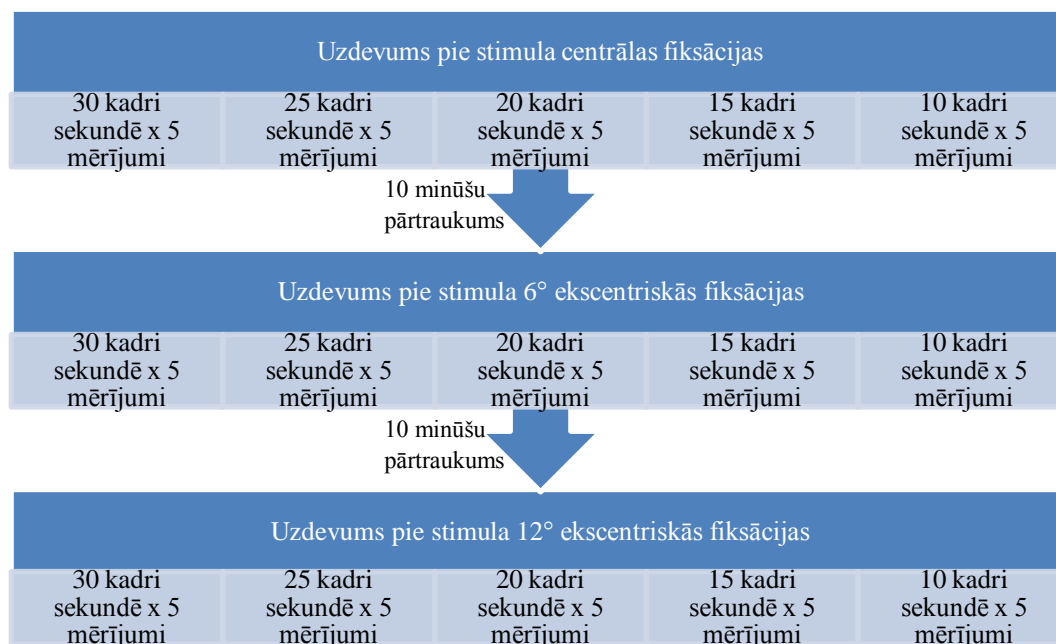 Uzdevums pie stimula centrālas fiksācijas
30 kadri
sekundē x 5
mērījumi
25 kadri
sekundē x 5
mērījumi
20 kadri
sekundē x 5
mērījumi
15 kadri
sekundē x 5
mērījumi
10 kadri
sekundē x 5
mērījumi
10 minūšu
pārtraukums
Uzdevums pie stimula 6° ekscentriskās fiksācijas
30 kadri
sekundē x 5
mērījumi
25 kadri
sekundē x 5
mērījumi
20 kadri
sekundē x 5
mērījumi
15 kadri
sekundē x 5
mērījumi
10 kadri
sekundē x 5
mērījumi
10 minūšu
pārtraukums
Uzdevums pie stimula 12° ekscentriskās fiksācijas
30 kadri
sekundē x 5
mērījumi
25 kadri
sekundē x 5
mērījumi
20 kadri
sekundē x 5
mērījumi
15 kadri
sekundē x 5
mērījumi
10 kadri
sekundē x 5
mērījumi